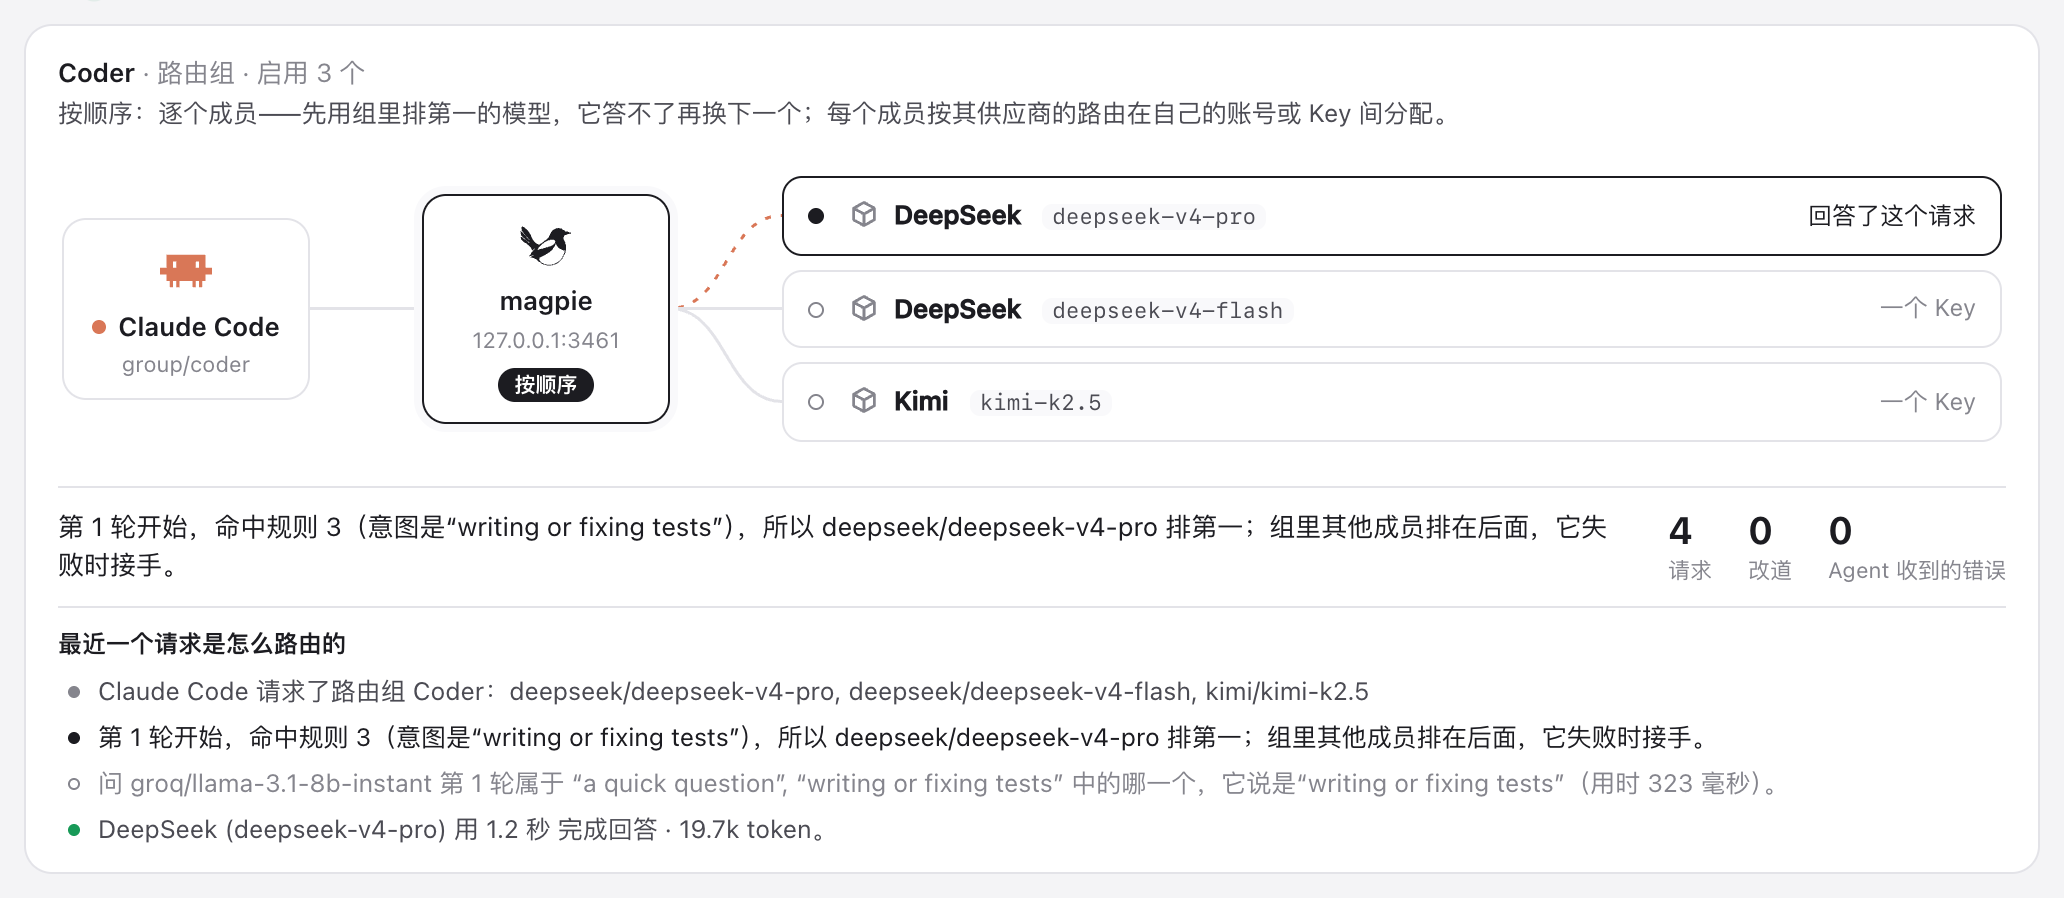 Coder · 路由组 · 启用 3 个
按顺序：逐个成员——先用组里排第一的模型，它答不了再换下一个；每个成员按其供应商的路由在自己的账号或 Key 间分配。
Claude Code
group/coder
magpie
127.0.0.1:3461
按顺序
DeepSeek deepseek-v4-pro 回答了这个请求
DeepSeek deepseek-v4-flash 一个 Key
Kimi kimi-k2.5 一个 Key
第 1 轮开始，命中规则 3（意图是“writing or fixing tests”），所以 deepseek/deepseek-v4-pro 排第一；组里其他成员排在后面，它失
败时接手。
4 0 0
请求 改道 Agent 收到的错误
最近一个请求是怎么路由的
Claude Code 请求了路由组 Coder：deepseek/deepseek-v4-pro, deepseek/deepseek-v4-flash, kimi/kimi-k2.5
第 1 轮开始，命中规则 3（意图是“writing or fixing tests”），所以 deepseek/deepseek-v4-pro 排第一；组里其他成员排在后面，它失败时接手。
问 groq/llama-3.1-8b-instant 第 1 轮属于 “a quick question”, “writing or fixing tests” 中的哪一个，它说是“writing or fixing tests”（用时 323 毫秒）。
DeepSeek (deepseek-v4-pro) 用 1.2 秒 完成回答 · 19.7k token。